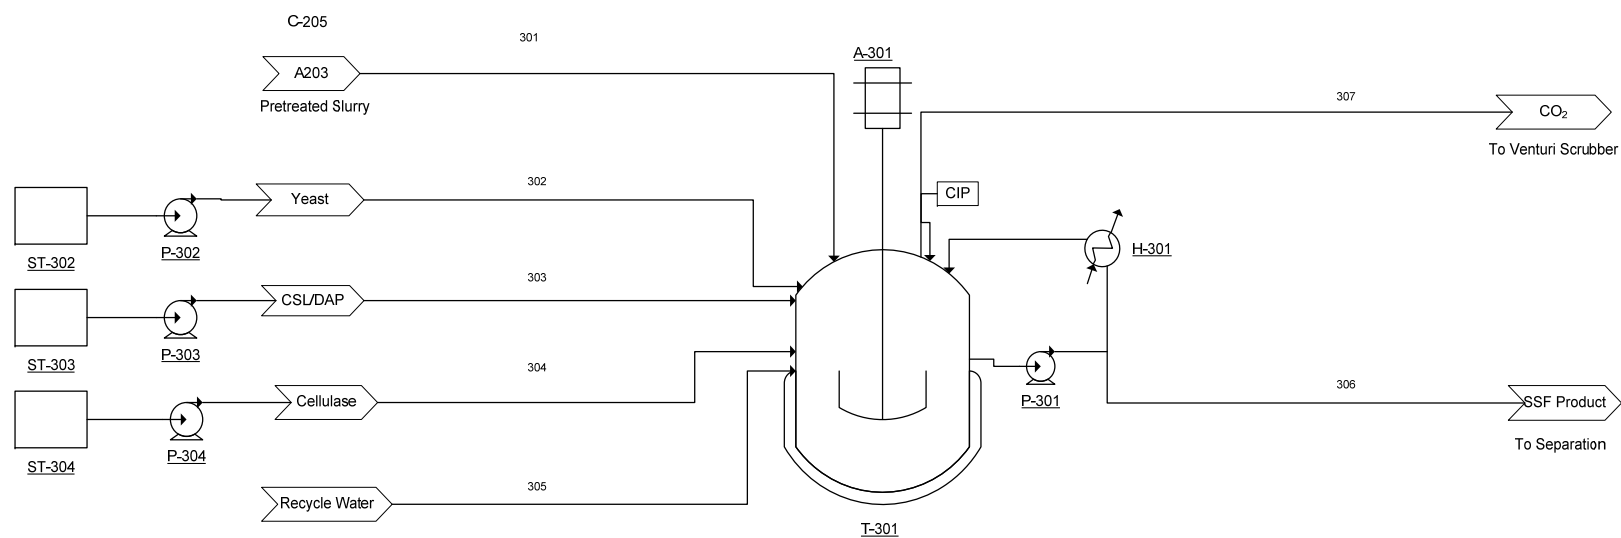 C-205
301
A203
Pretreated Slurry
A-301
307
CO₂
To Venturi Scrubber
302
Yeast
CIP
ST-302
P-302
H-301
303
CSL/DAP
ST-303
P-303
304
Cellulase
P-301
306
SSF Product
To Separation
ST-304
P-304
305
Recycle Water
T-301